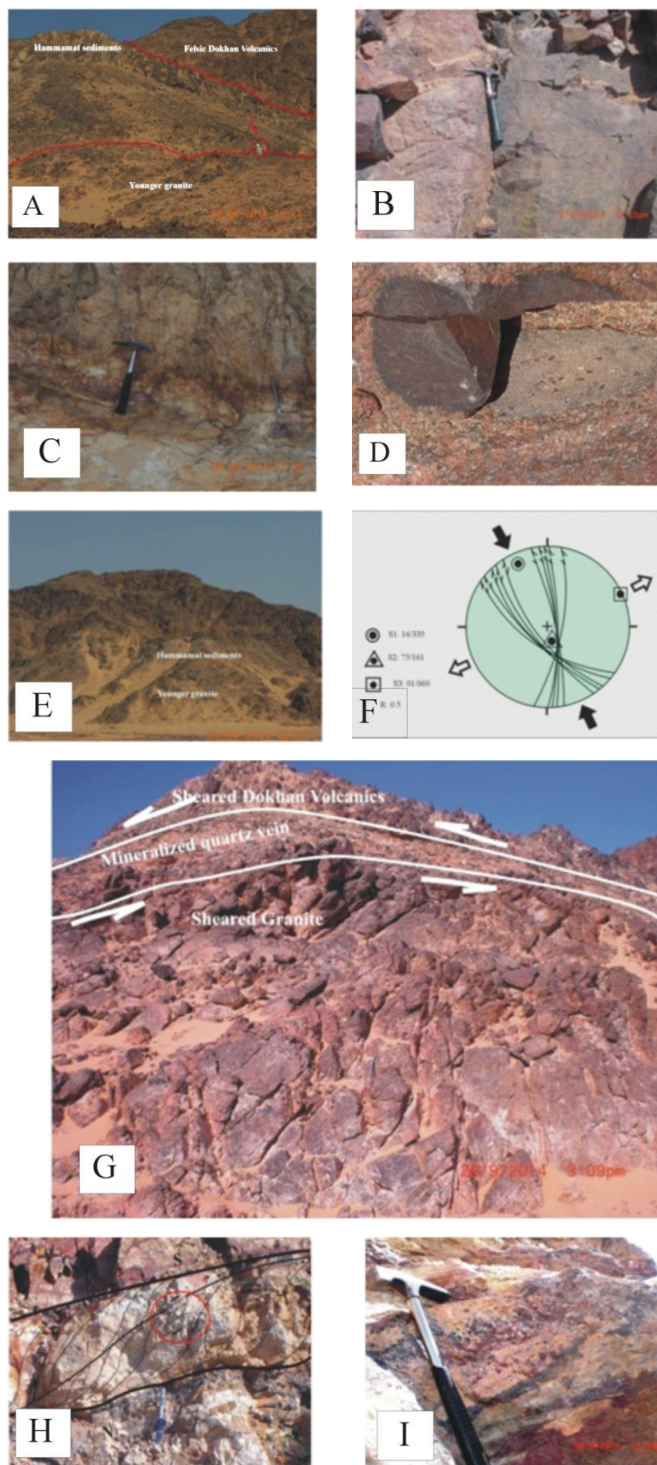 Hammamat sediments
Felsic Dokhan Volcanics
Younger granite
A
B
C
D
Hammamat sediments
Younger granite
E
S1: 16/335
S2: 75/161
S3: 01/060
R: 0.5
F
Sheared Dokhan Volcanics
Mineralized quartz vein
Sheared Granite
28/9/2014 3:09pm
G
H
I